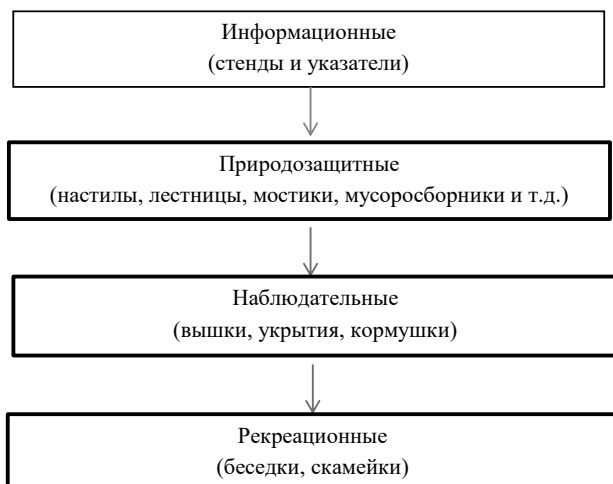 Информационные
(стенды и указатели)
Природозащитные
(настилы, лестницы, мостики, мусоросборники и т.д.)
Наблюдательные
(вышки, укрытия, кормушки)
Рекреационные
(беседки, скамейки)